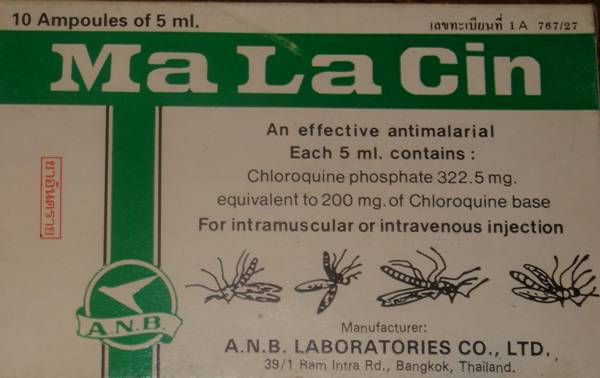 10 Ampoules of 5 ml.
เลขทะเบียนที่ 1A 767/27
MaLaCin
An effective antimalarial
Each 5 ml. contains :
Chloroquine phosphate 322.5 mg.
equivalent to 200 mg. of Chloroquine base
For intramuscular or intravenous injection
ยาอันตราย
A.N.B.
Manufacturer:
A.N.B. LABORATORIES CO., LTD.
39/1 Ram Intra Rd., Bangkok, Thailand.